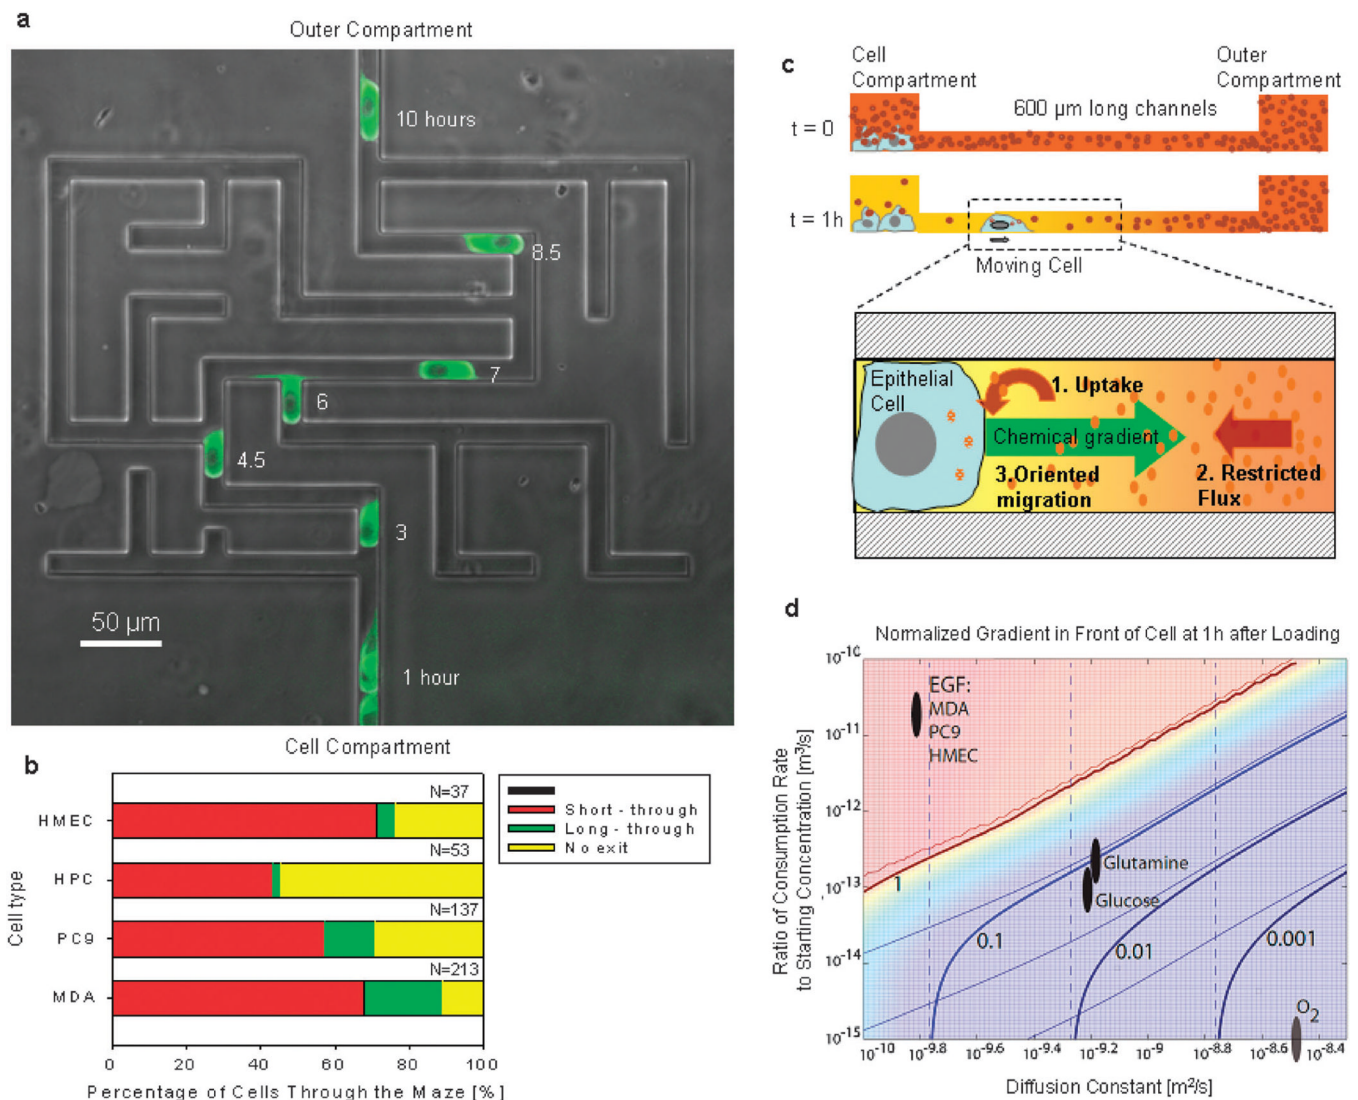 a
Outer Compartment
10 hours
8.5
7
6
4.5
3
50 µm
1 hour
Cell Compartment
b
N=37
HMEC
N=53
HPC
N=137
PC9
N=213
MDA
Cell type
0 20 40 60 80 100
Percentage of Cells Through the Maze [%]
Short - through
Long - through
No exit
c
Cell
Compartment
Outer
Compartment
600 µm long channels
t = 0
t = 1h
Moving Cell
Epithelial
Cell
1. Uptake
Chemical gradient
3.Oriented
migration
2. Restricted
Flux
d
Normalized Gradient in Front of Cell at 1h after Loading
Ratio of Consumption Rate
to Starting Concentration [m³/s]
10⁻¹⁰
10⁻¹¹
10⁻¹²
10⁻¹³
10⁻¹⁴
10⁻¹⁵
EGF:
MDA
PC9
HMEC
1
Glutamine
Glucose
0.1
0.01
0.001
O₂
10⁻¹⁰ 10⁻⁹·⁸ 10⁻⁹·⁶ 10⁻⁹·⁴ 10⁻⁹·² 10⁻⁹ 10⁻⁸·⁸ 10⁻⁸·⁶ 10⁻⁸·⁴
Diffusion Constant [m²/s]